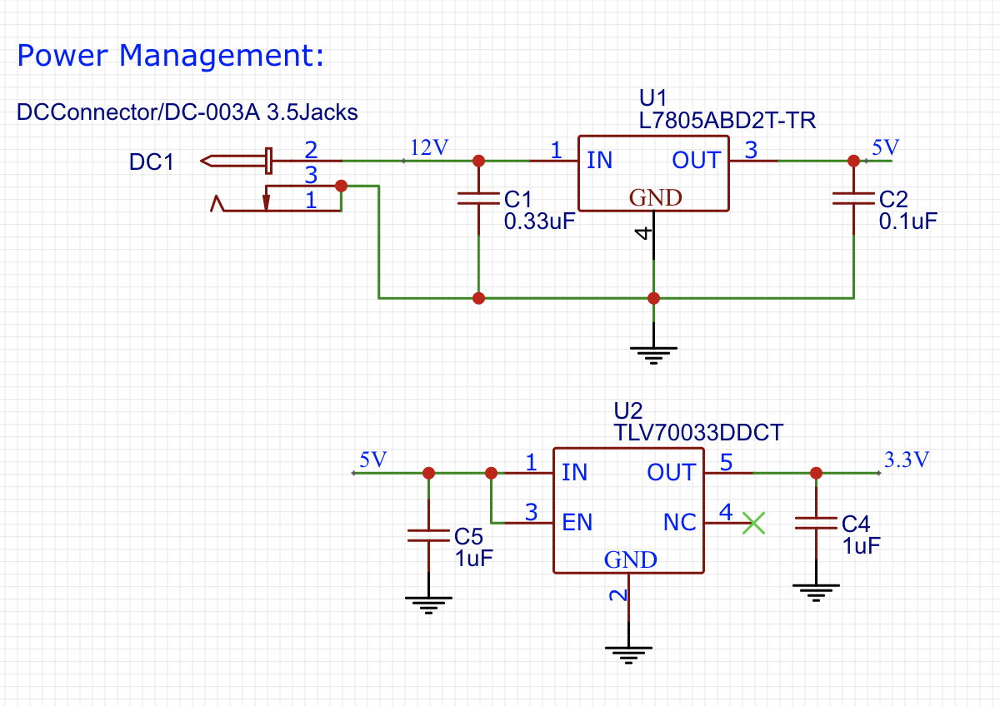 Power Management:
DCConnector/DC-003A 3.5Jacks
DC1
2
3
1
12V
C1
0.33uF
U1
L7805ABD2T-TR
1
IN
OUT
3
GND
4
5V
C2
0.1uF
U2
TLV70033DDCT
5V
C5
1uF
1
IN
OUT
5
3
EN
NC
4
GND
2
3.3V
C4
1uF